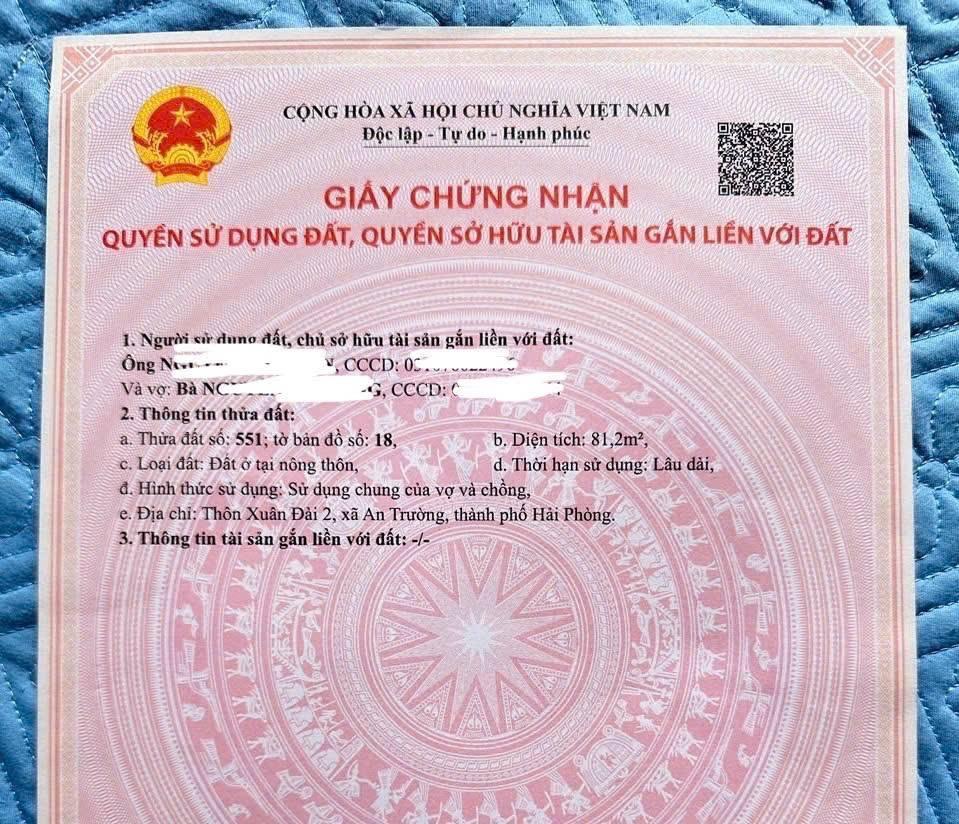 CỘNG HÒA XÃ HỘI CHỦ NGHĨA VIỆT NAM
Độc lập - Tự do - Hạnh phúc
GIẤY CHỨNG NHẬN
QUYỀN SỬ DỤNG ĐẤT, QUYỀN SỞ HỮU TÀI SẢN GẮN LIỀN VỚI ĐẤT
1. Người sử dụng đất, chủ sở hữu tài sản gắn liền với đất:
Ông , CCCD:
Và vợ: Bà , CCCD:
2. Thông tin thửa đất:
a. Thửa đất số: 551; tờ bản đồ số: 18, b. Diện tích: 81,2m²,
c. Loại đất: Đất ở tại nông thôn, d. Thời hạn sử dụng: Lâu dài,
đ. Hình thức sử dụng: Sử dụng chung của vợ và chồng,
e. Địa chỉ: Thôn Xuân Đài 2, xã An Trường, thành phố Hải Phòng.
3. Thông tin tài sản gắn liền với đất: -/-